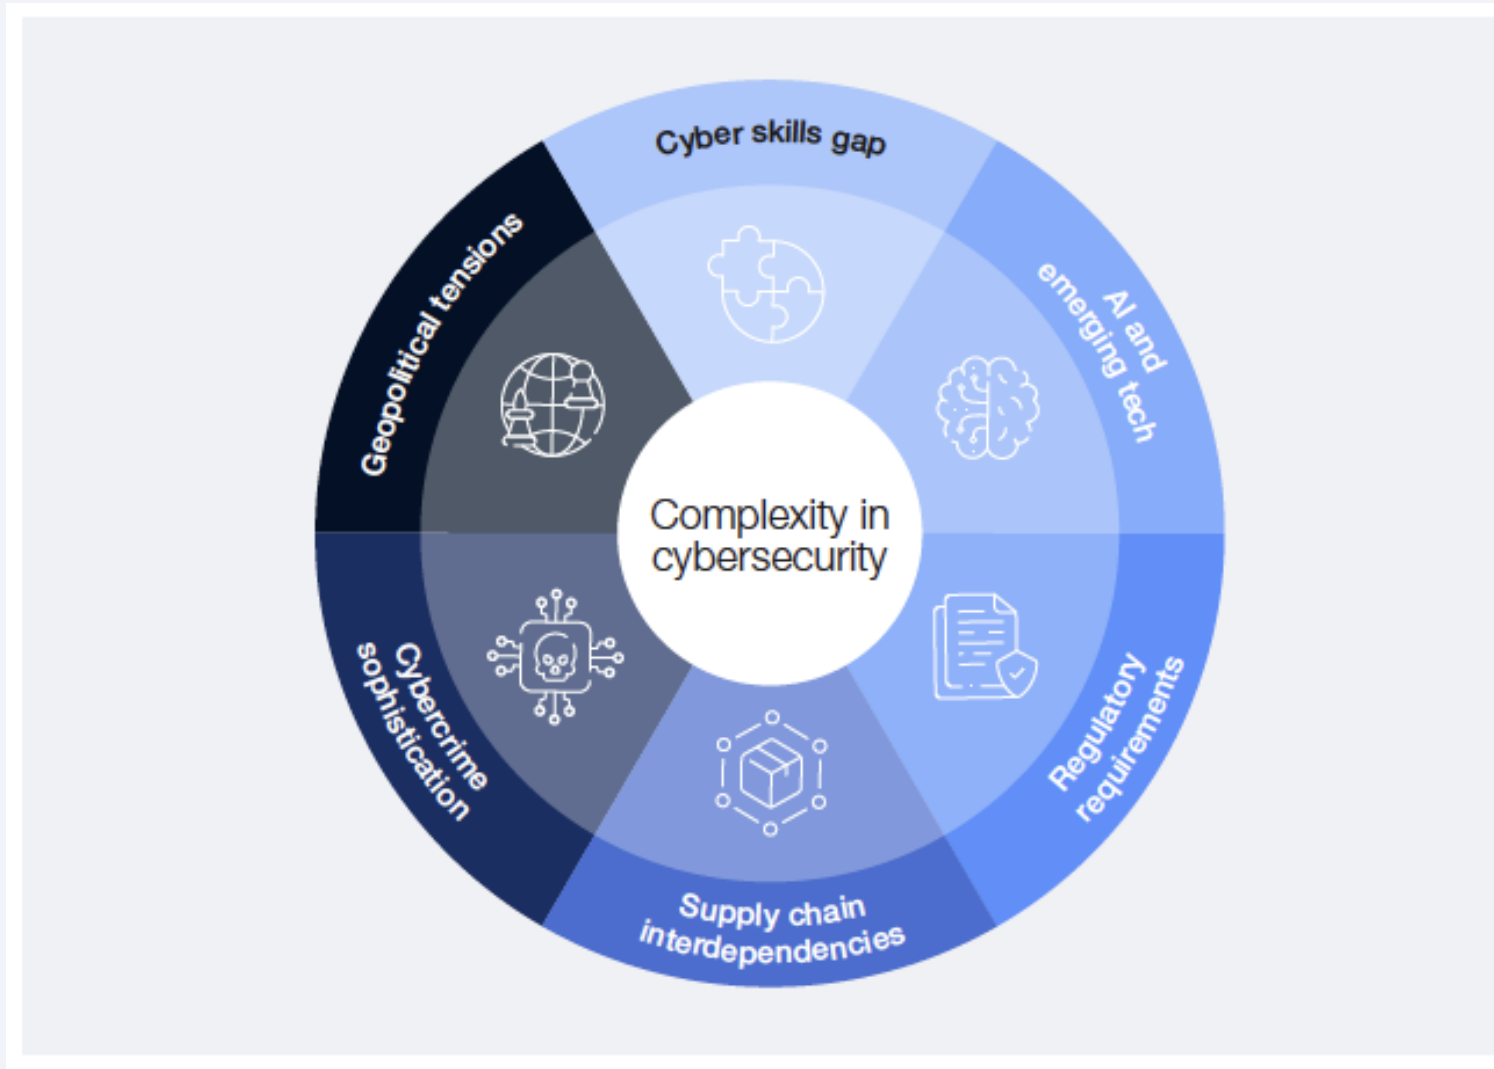 Cyber skills gap
AI and
emerging tech
Regulatory
requirements
Supply chain
interdependencies
Cybercrime
sophistication
Geopolitical tensions
Complexity in
cybersecurity